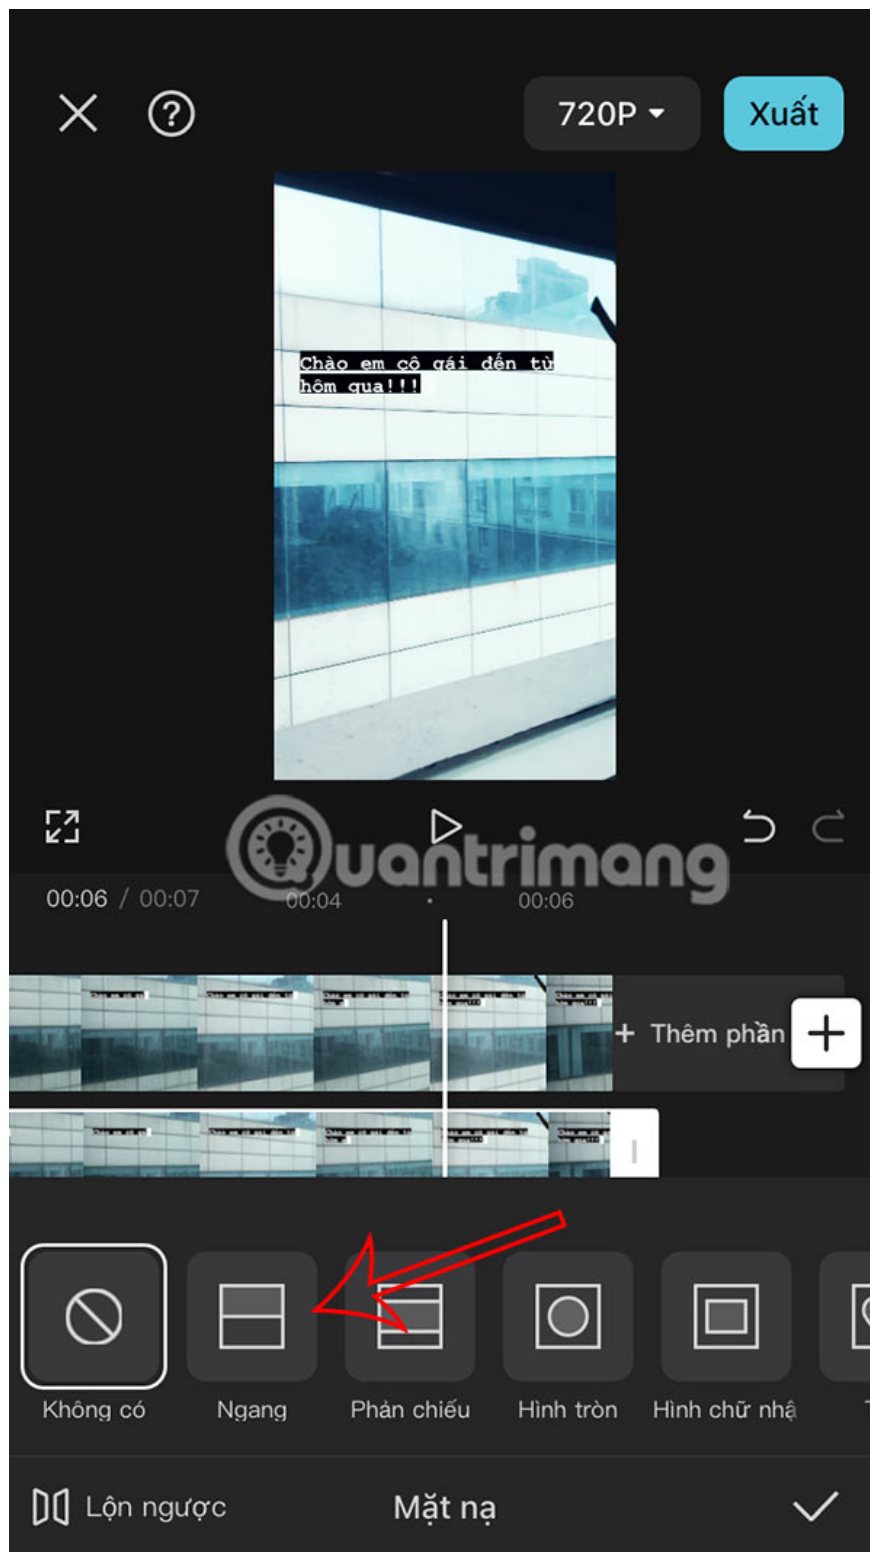 720P
Xuất
Chào em cô gái đến từ
hôm qua!!!
Quantrimang
00:06 / 00:07
00:04
00:06
+ Thêm phần
Không có
Ngang
Phản chiếu
Hình tròn
Hình chữ nhậ
Lộn ngược
Mặt nạ